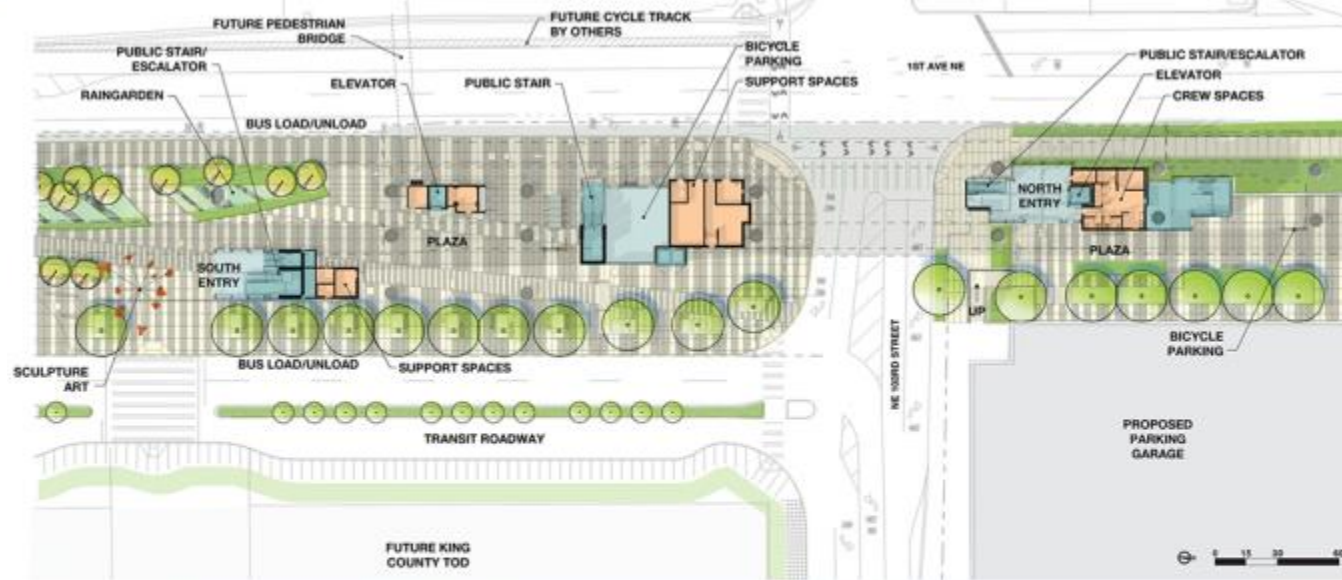 FUTURE PEDESTRIAN
BRIDGE
FUTURE CYCLE TRACK
BY OTHERS
PUBLIC STAIR/
ESCALATOR
ELEVATOR
PUBLIC STAIR
BICYCLE
PARKING
SUPPORT SPACES
1ST AVE NE
PUBLIC STAIR/ESCALATOR
ELEVATOR
CREW SPACES
RAINGARDEN
BUS LOAD/UNLOAD
NORTH
ENTRY
PLAZA
PLAZA
SOUTH
ENTRY
UP
NE 103RD STREET
BICYCLE
PARKING
SCULPTURE
ART
BUS LOAD/UNLOAD
SUPPORT SPACES
TRANSIT ROADWAY
PROPOSED
PARKING
GARAGE
FUTURE KING
COUNTY TOD
0 15 30 60